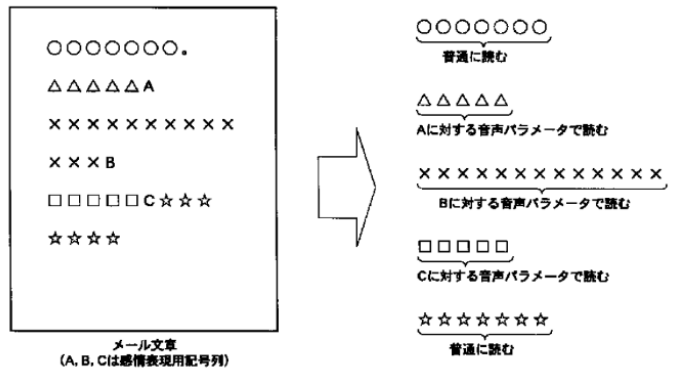 ○○○○○○○。
△△△△△A
××××××××××
×××B
□□□□□C☆☆☆
☆☆☆☆
メール文章
(A, B, Cは感情表現用記号列)
○○○○○○○
普通に読む
△△△△△
Aに対する音声パラメータで読む
×××××××××××××
Bに対する音声パラメータで読む
□□□□□
Cに対する音声パラメータで読む
☆☆☆☆☆☆☆
普通に読む